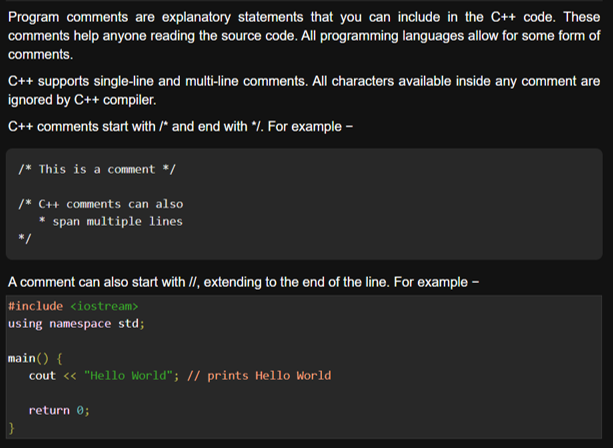 Program comments are explanatory statements that you can include in the C++ code. These
comments help anyone reading the source code. All programming languages allow for some form of
comments.
C++ supports single-line and multi-line comments. All characters available inside any comment are
ignored by C++ compiler.
C++ comments start with /* and end with */. For example −
/* This is a comment */
/* C++ comments can also
   * span multiple lines
*/
A comment can also start with //, extending to the end of the line. For example −
#include <iostream>
using namespace std;
main() {
   cout << "Hello World"; // prints Hello World
   return 0;
}